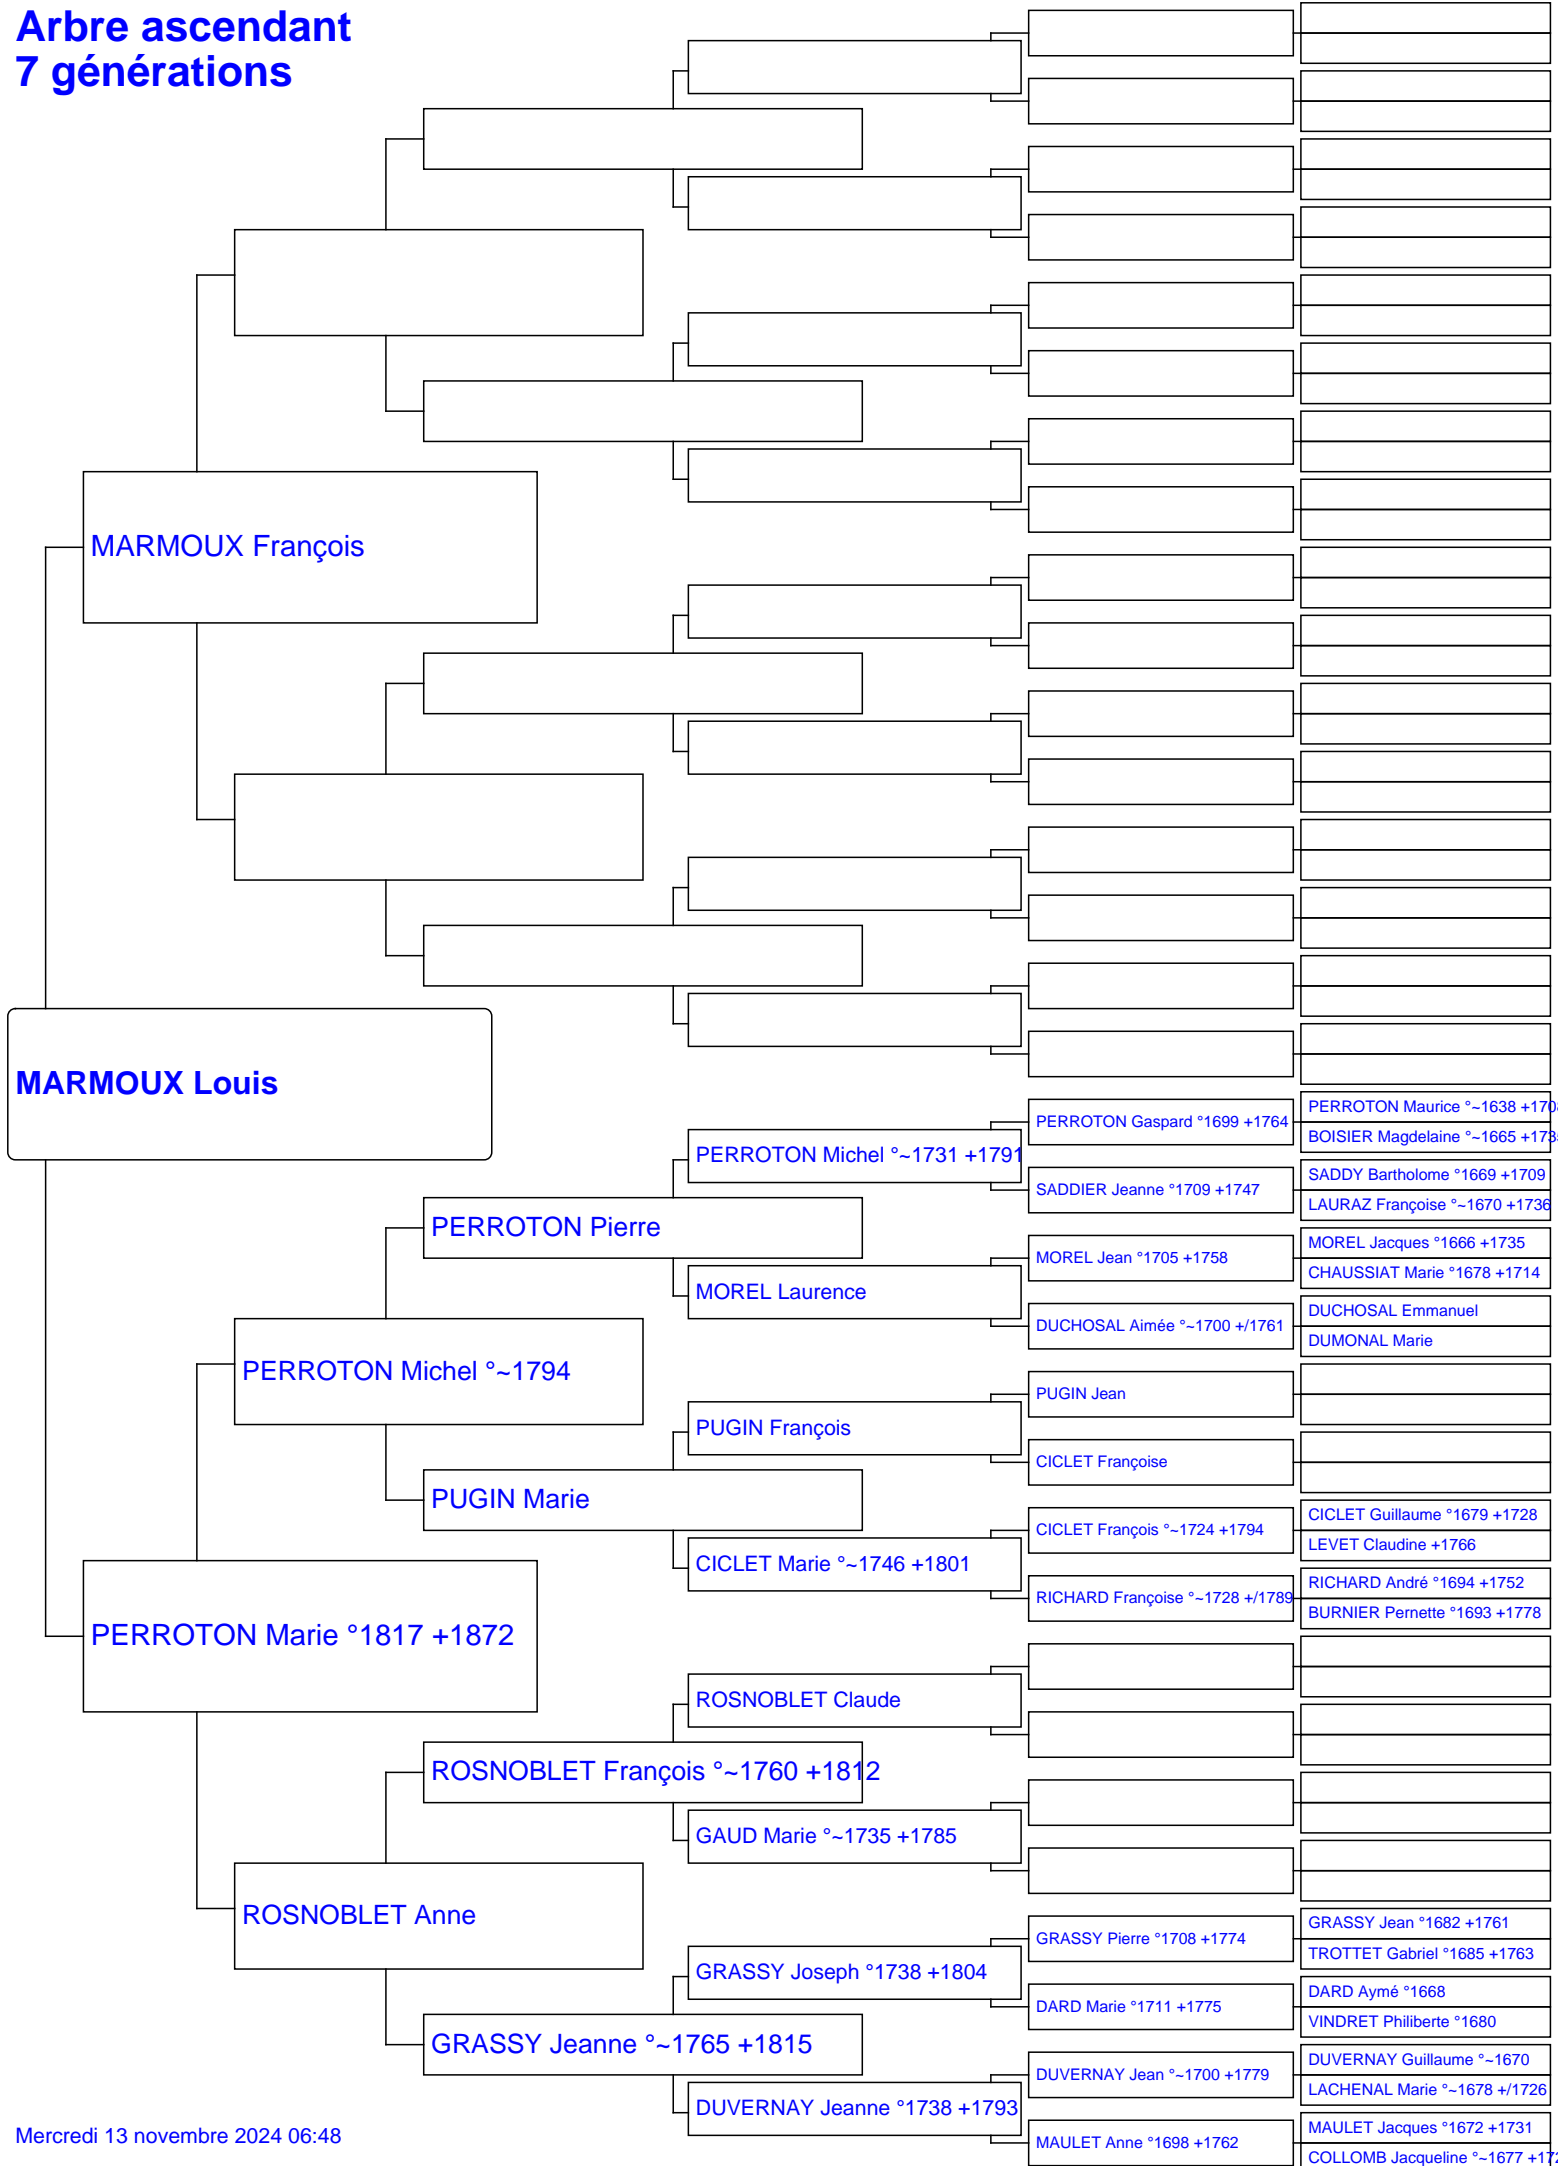 Arbre ascendant
7 générations
MARMOUX François
MARMOUX Louis
PERROTON Gaspard °1699 +1764
PERROTON Maurice °~1638 +170
BOISIER Magdelaine °~1665 +173
PERROTON Michel °~1731 +1791
SADDIER Jeanne °1709 +1747
SADDY Bartholome °1669 +1709
LAURAZ Françoise °~1670 +1736
PERROTON Pierre
MOREL Jean °1705 +1758
MOREL Jacques °1666 +1735
CHAUSSIAT Marie °1678 +1714
MOREL Laurence
DUCHOSAL Aimée °~1700 +/1761
DUCHOSAL Emmanuel
DUMONAL Marie
PERROTON Michel °~1794
PUGIN Jean
PUGIN François
CICLET Françoise
PUGIN Marie
CICLET François °~1724 +1794
CICLET Guillaume °1679 +1728
LEVET Claudine +1766
CICLET Marie °~1746 +1801
RICHARD Françoise °~1728 +/1789
RICHARD André °1694 +1752
BURNIER Pernette °1693 +1778
PERROTON Marie °1817 +1872
ROSNOBLET Claude
ROSNOBLET François °~1760 +1812
GAUD Marie °~1735 +1785
ROSNOBLET Anne
GRASSY Pierre °1708 +1774
GRASSY Jean °1682 +1761
TROTTET Gabriel °1685 +1763
GRASSY Joseph °1738 +1804
DARD Marie °1711 +1775
DARD Aymé °1668
VINDRET Philiberte °1680
GRASSY Jeanne °~1765 +1815
DUVERNAY Jean °~1700 +1779
DUVERNAY Guillaume °~1670
LACHENAL Marie °~1678 +/1726
DUVERNAY Jeanne °1738 +1793
MAULET Anne °1698 +1762
MAULET Jacques °1672 +1731
COLLOMB Jacqueline °~1677 +172
Mercredi 13 novembre 2024 06:48